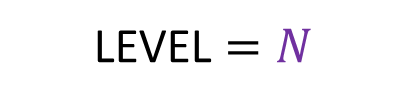 LEVEL = N